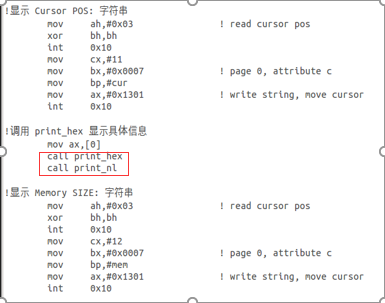 !显示 Cursor POS: 字符串
mov ah,#0x03 ! read cursor pos
xor bh,bh
int 0x10
mov cx,#11
mov bx,#0x0007 ! page 0, attribute c
mov bp,#cur
mov ax,#0x1301 ! write string, move cursor
int 0x10
!调用 print_hex 显示具体信息
mov ax,[0]
call print_hex
call print_nl
!显示 Memory SIZE: 字符串
mov ah,#0x03 ! read cursor pos
xor bh,bh
int 0x10
mov cx,#12
mov bx,#0x0007 ! page 0, attribute c
mov bp,#mem
mov ax,#0x1301 ! write string, move cursor
int 0x10